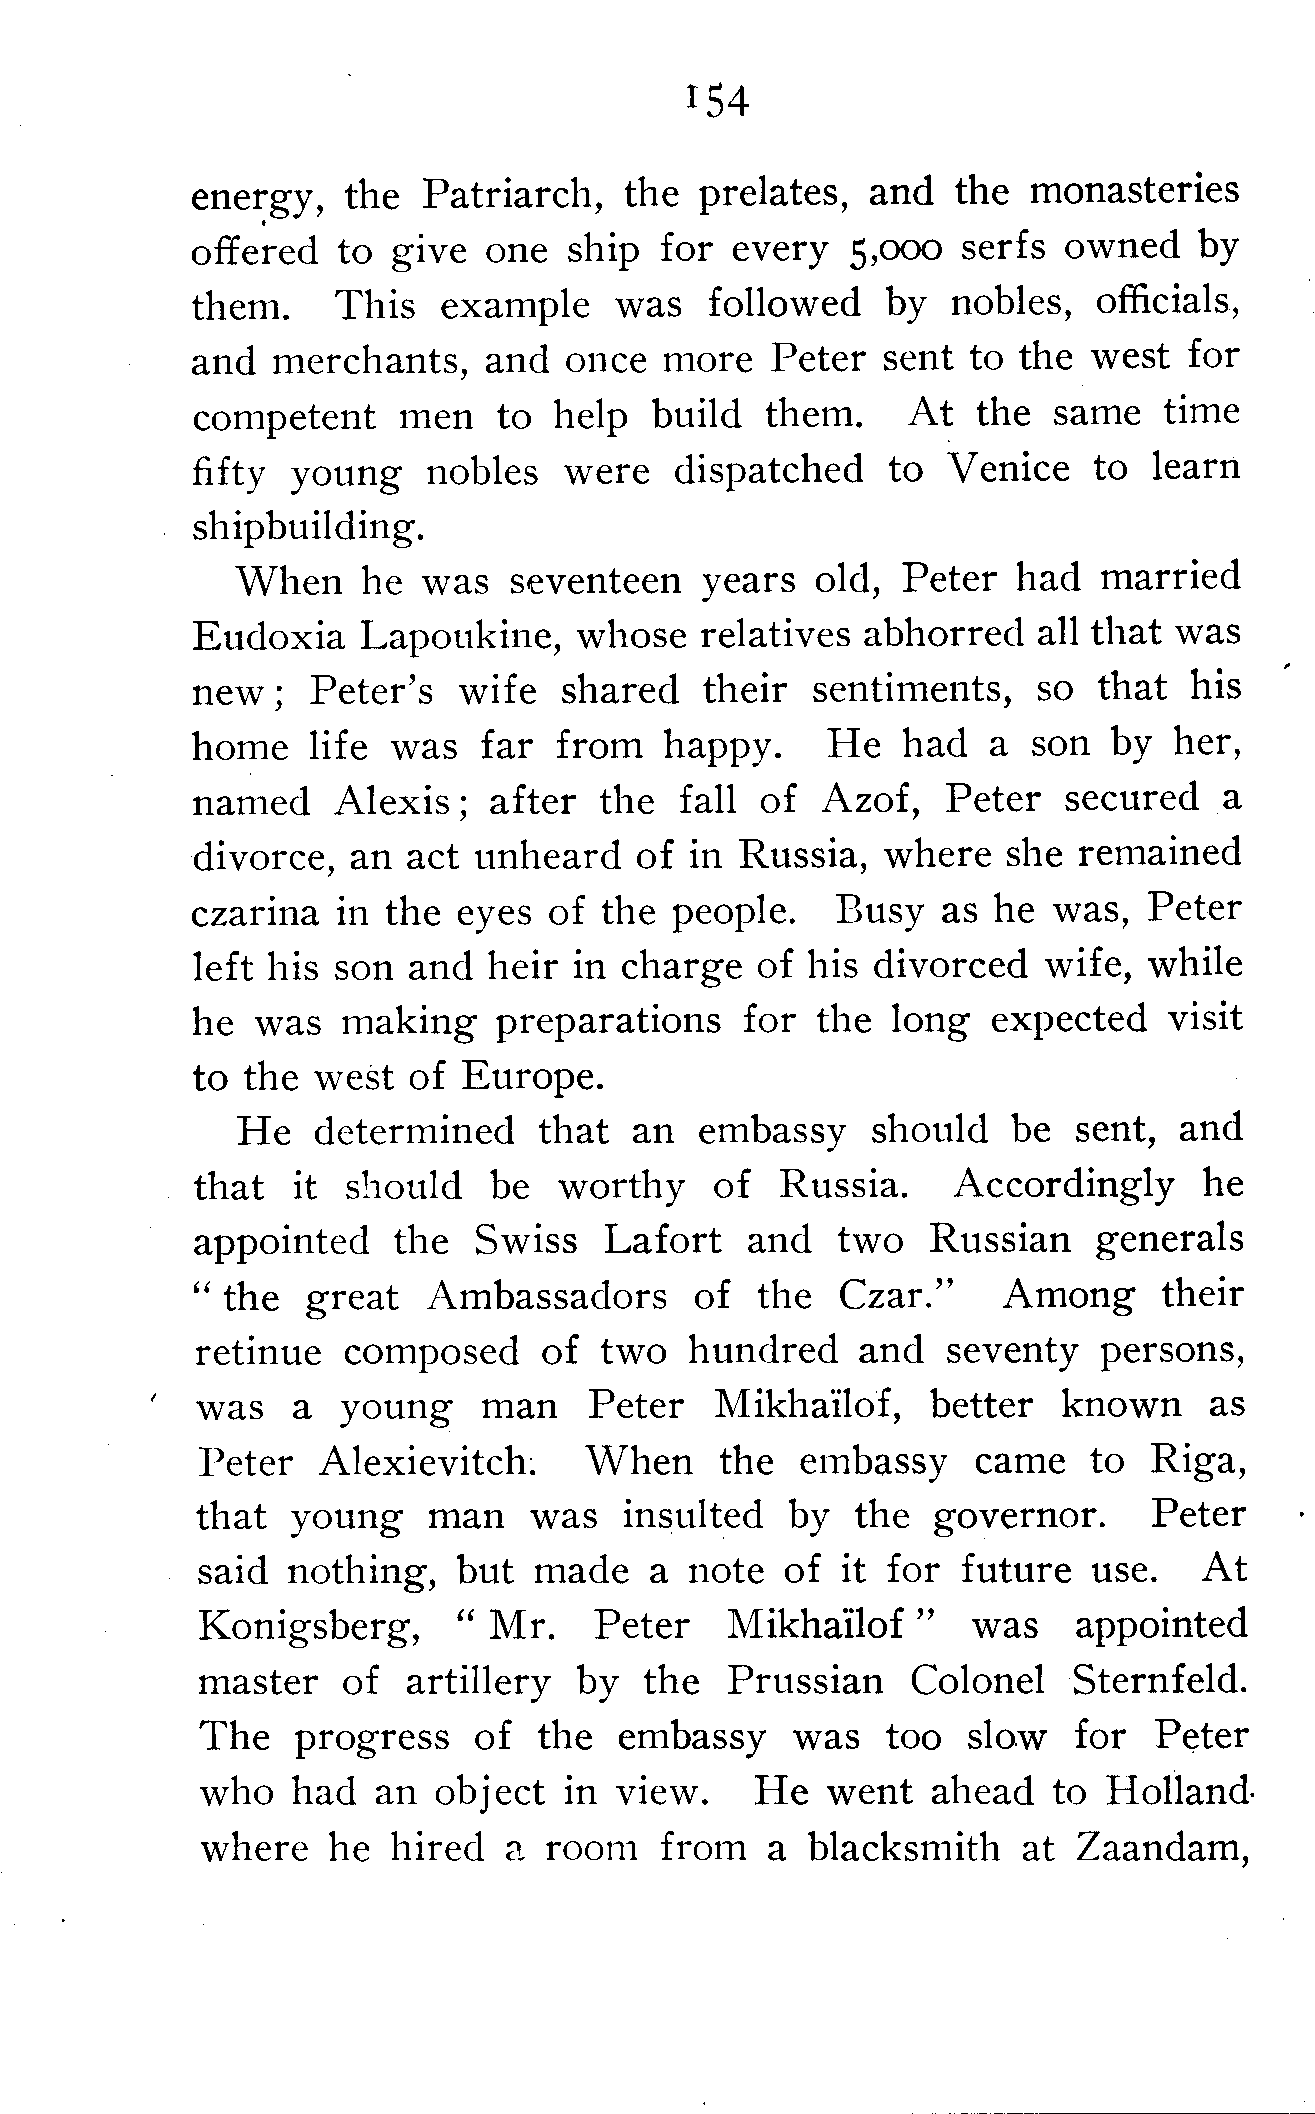 154
energy, the Patriarch, the prelates, and the monasteries
offered to give one ship for every 5,000 serfs owned by
them. This example was followed by nobles, officials,
and merchants, and once more Peter sent to the west for
competent men to help build them. At the same time
fifty young nobles were dispatched to Venice to learn
shipbuilding.
When he was seventeen years old, Peter had married
Eudoxia Lapoukine, whose relatives abhorred all that was
new; Peter's wife shared their sentiments, so that his
home life was far from happy. He had a son by her,
named Alexis; after the fall of Azof, Peter secured a
divorce, an act unheard of in Russia, where she remained
czarina in the eyes of the people. Busy as he was, Peter
left his son and heir in charge of his divorced wife, while
he was making preparations for the long expected visit
to the west of Europe.
He determined that an embassy should be sent, and
that it should be worthy of Russia. Accordingly he
appointed the Swiss Lafort and two Russian generals
"the great Ambassadors of the Czar." Among their
retinue composed of two hundred and seventy persons,
was a young man Peter Mikhaïlof, better known as
Peter Alexievitch. When the embassy came to Riga,
that young man was insulted by the governor. Peter
said nothing, but made a note of it for future use. At
Konigsberg, "Mr. Peter Mikhaïlof" was appointed
master of artillery by the Prussian Colonel Sternfeld.
The progress of the embassy was too slow for Peter
who had an object in view. He went ahead to Holland
where he hired a room from a blacksmith at Zaandam,